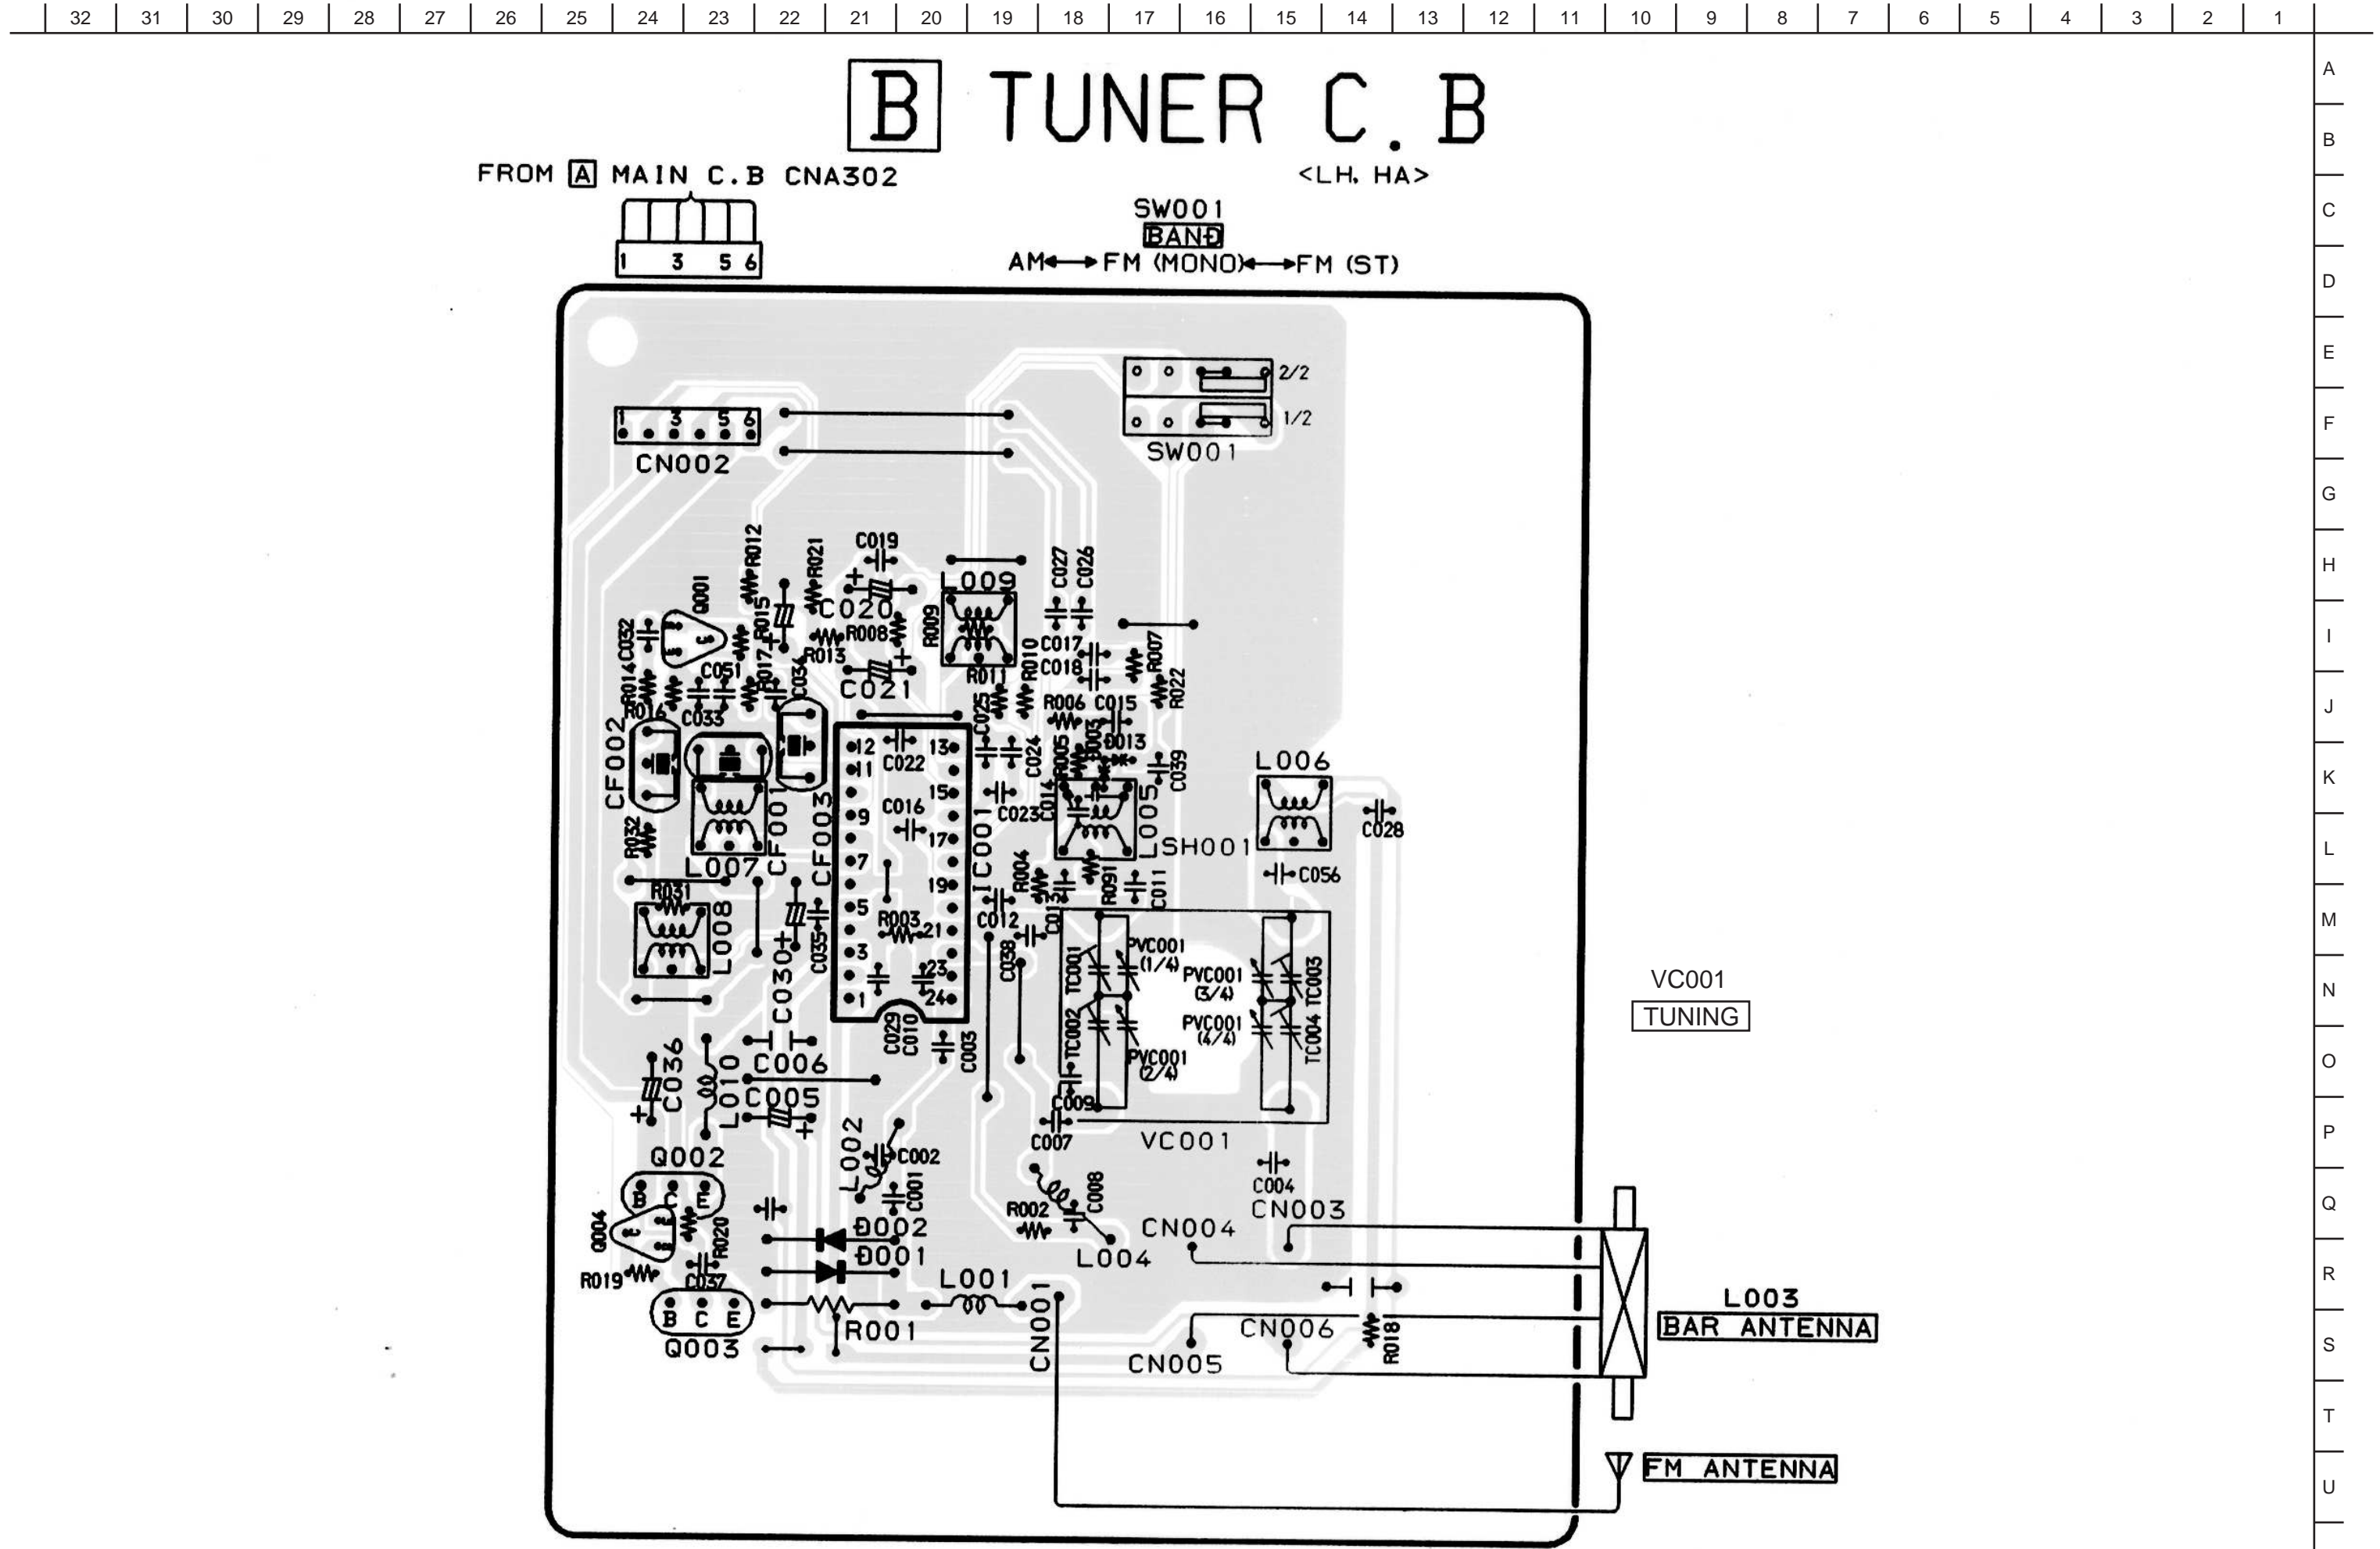 32 31 30 29 28 27 26 25 24 23 22 21 20 19 18 17 16 15 14 13 12 11 10 9 8 7 6 5 4 3 2 1
A
B
C
D
E
F
G
H
I
J
K
L
M
N
O
P
Q
R
S
T
U
B TUNER C.B
FROM A MAIN C.B CNA302
<LH, HA>
SW001
BAND
1 3 5 6
AM FM (MONO) FM (ST)
2/2
1/2
SW001
1 3 5 6
CN002
R012
R021
C019
C027
C026
L009
Q001
R015
C020
R009
R008
C032
R013
C017
C018
R010
R007
R014
C051
R017
C034
C021
R011
R022
R016
C033
C025
R006
C015
CF002
12
11
9
7
5
3
1
13
15
17
19
21
23
24
C022
C024
R005
D003
D013
C039
L006
C016
C023
C014
L005
C028
R032
L007
CF001
CF003
IC001
LSH001
C056
R004
R091
C011
R031
L008
C035
R003
C012
C013
C038
C030
TC001
PVC001
(1/4)
PVC001
(3/4)
TC003
VC001
TUNING
TC002
PVC001
(2/4)
PVC001
(4/4)
TC004
C029
C010
C003
C036
L010
C006
C005
C009
C007
VC001
L002
C002
C001
C008
C004
CN003
Q002
B C E
Q004
R020
D002
D001
R002
CN004
L004
R019
C037
B C E
Q003
R001
L001
CN001
CN006
CN005
R018
L003
BAR ANTENNA
FM ANTENNA